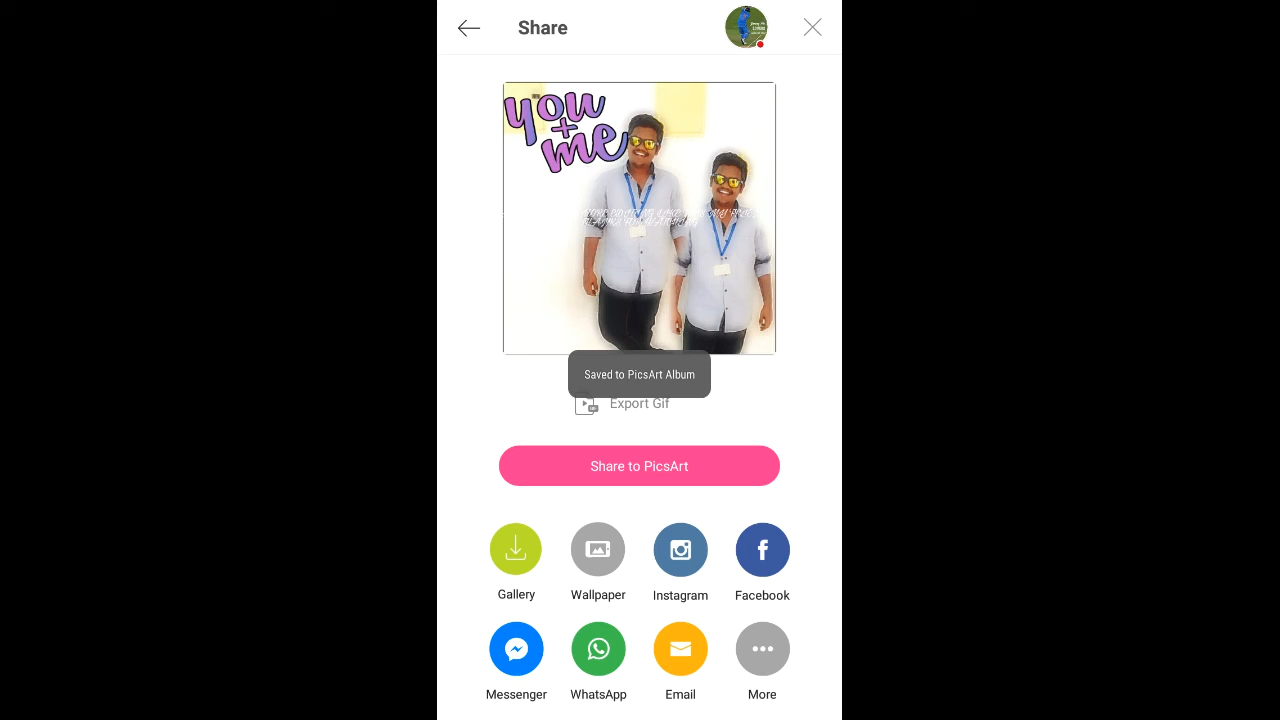 Share
you
+
me
Saved to PicsArt Album
Export Gif
Share to PicsArt
Gallery
Wallpaper
Instagram
Facebook
Messenger
WhatsApp
Email
More